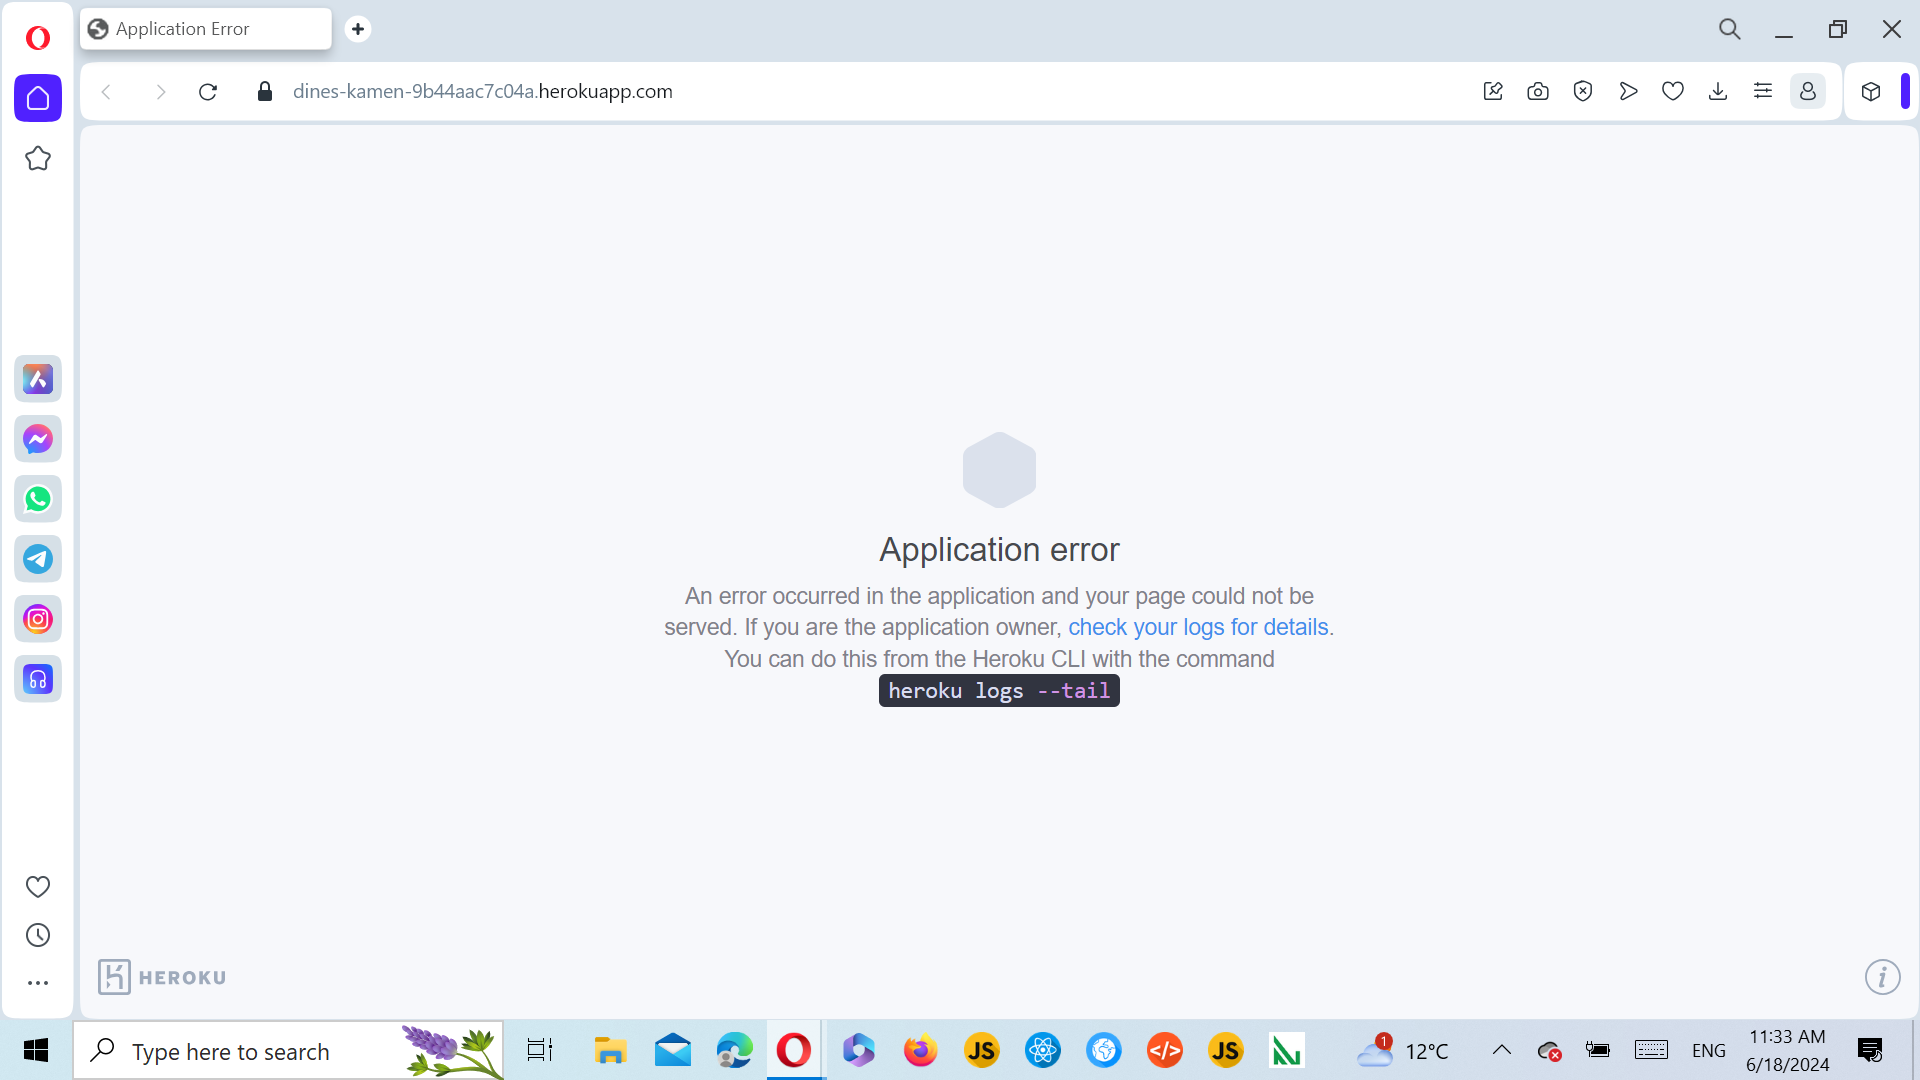 Application Error
dines-kamen-9b44aac7c04a.herokuapp.com
Application error
An error occurred in the application and your page could not be
served. If you are the application owner, check your logs for details.
You can do this from the Heroku CLI with the command
heroku logs --tail
HEROKU
i
Type here to search
JS
JS
1
12°C
ENG
11:33 AM
6/18/2024